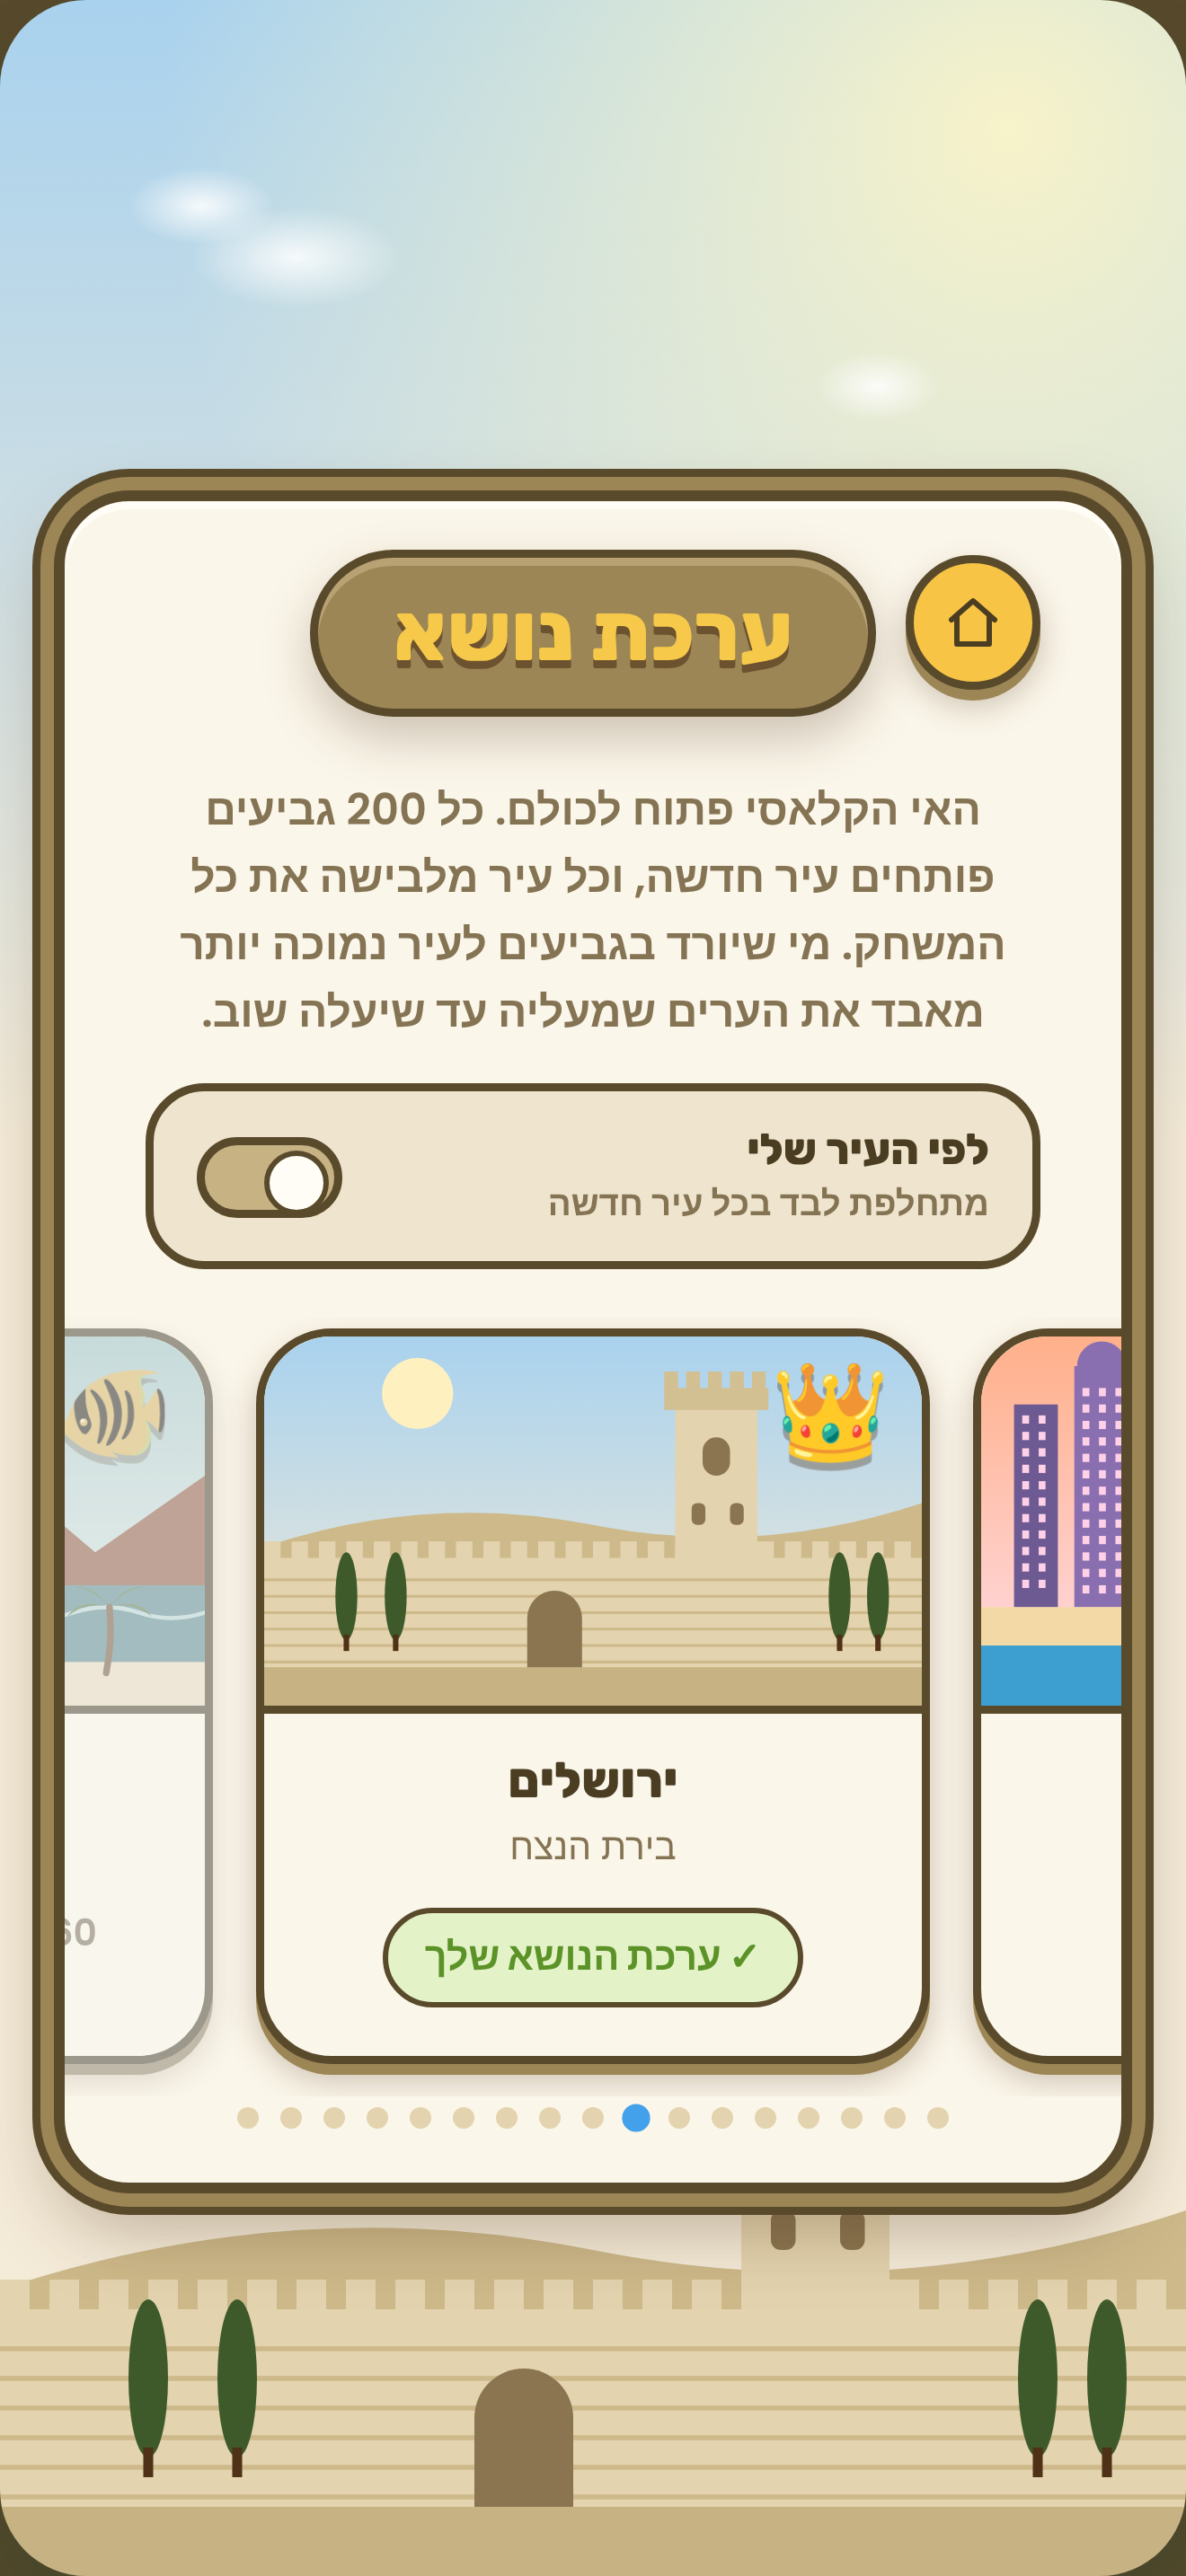 ערכת נושא
האי הקלאסי פתוח לכולם. כל 200 גביעים
פותחים עיר חדשה, וכל עיר מלבישה את כל
המשחק. מי שיורד בגביעים לעיר נמוכה יותר
מאבד את הערים שמעליה עד שיעלה שוב.
לפי העיר שלי
מתחלפת לבד בכל עיר חדשה
ירושלים
בירת הנצח
✓ ערכת הנושא שלך